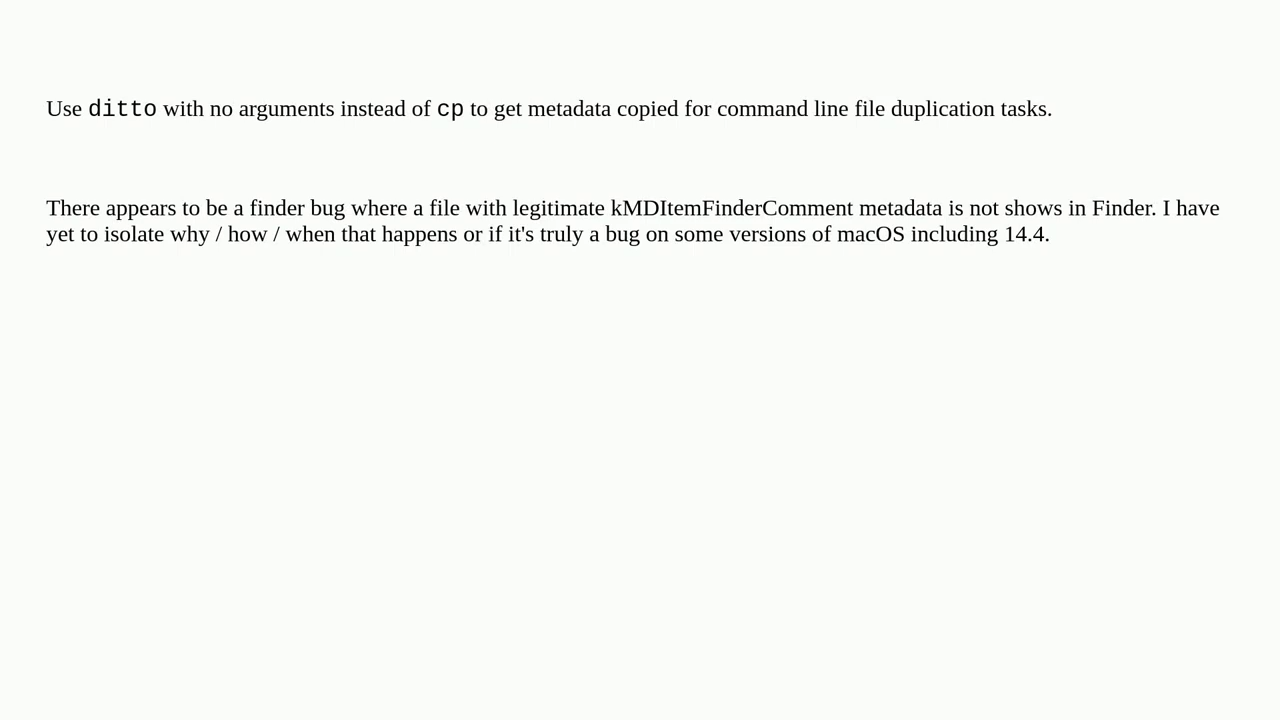 Use ditto with no arguments instead of cp to get metadata copied for command line file duplication tasks.
There appears to be a finder bug where a file with legitimate kMDItemFinderComment metadata is not shows in Finder. I have
yet to isolate why / how / when that happens or if it's truly a bug on some versions of macOS including 14.4.